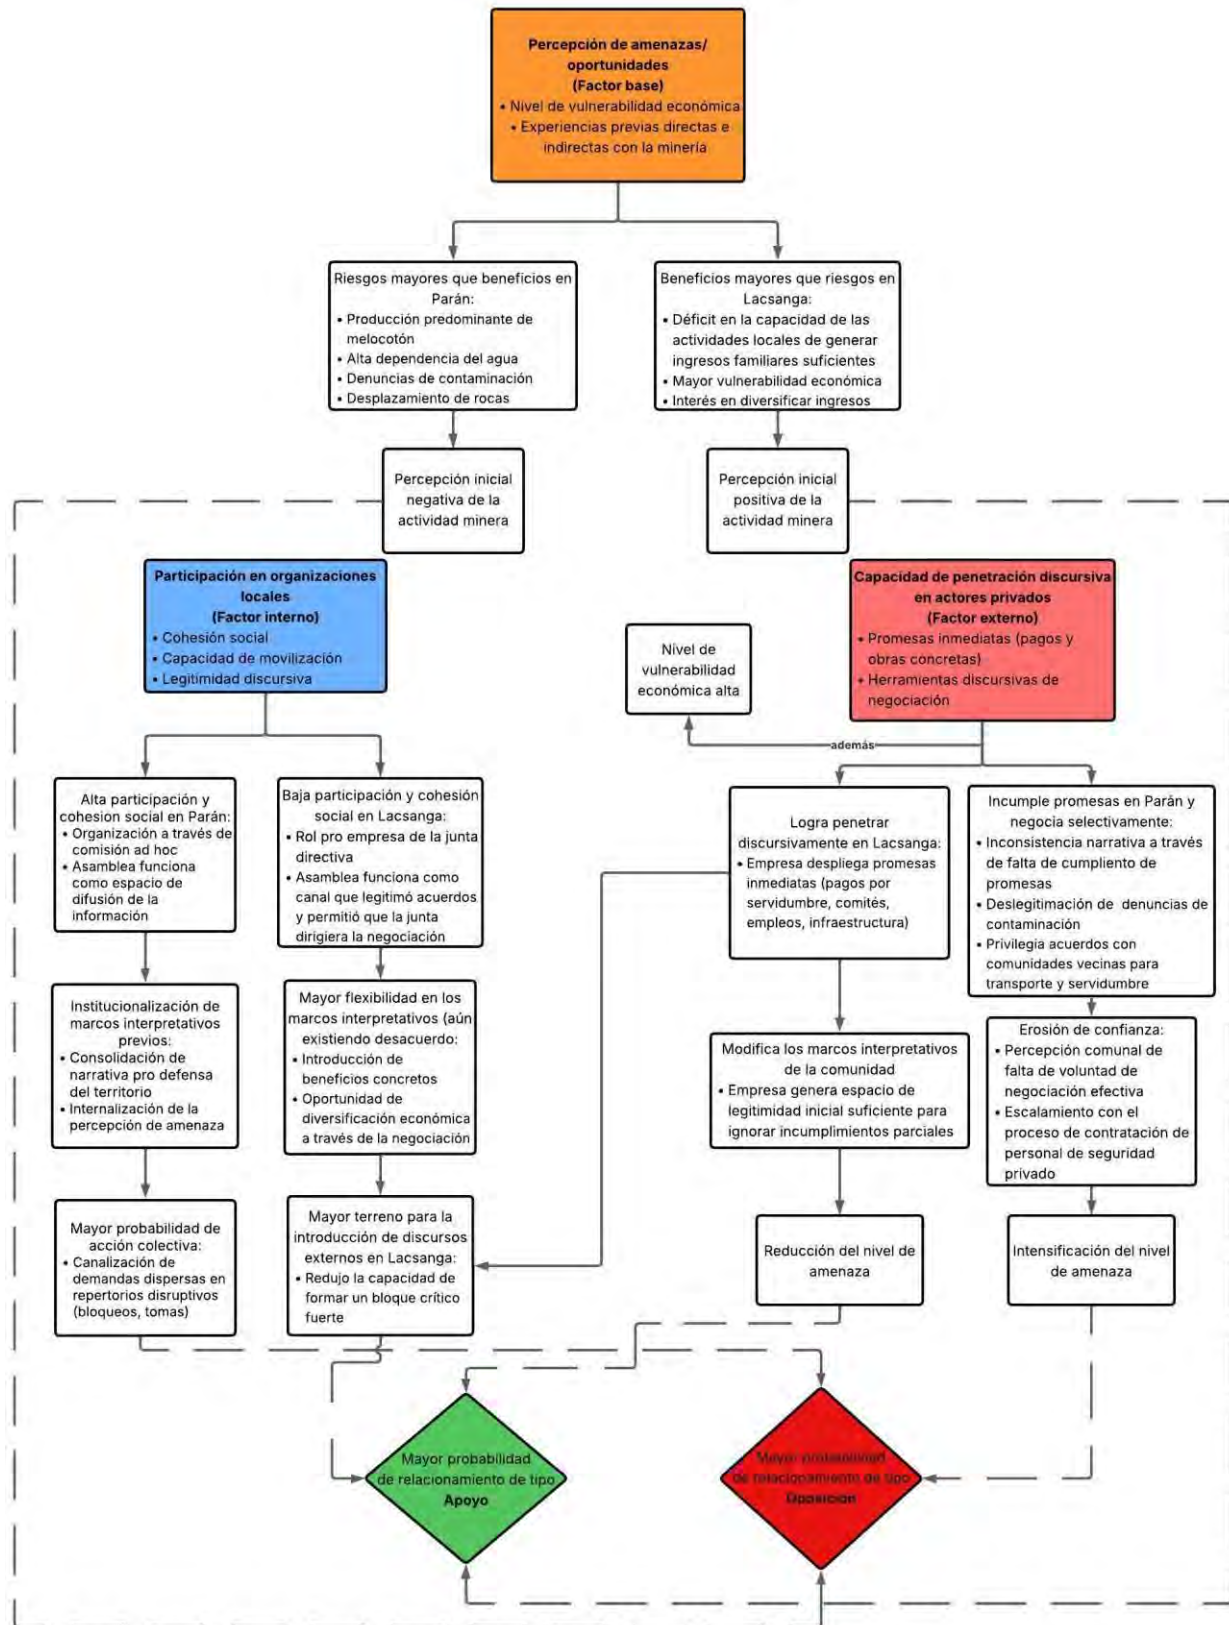 Percepción de amenazas/
oportunidades
(Factor base)
• Nivel de vulnerabilidad económica
• Experiencias previas directas e
indirectas con la minería
Riesgos mayores que beneficios en
Parán:
• Producción predominante de
melocotón
• Alta dependencia del agua
• Denuncias de contaminación
• Desplazamiento de rocas
Beneficios mayores que riesgos en
Lacsanga:
• Déficit en la capacidad de las
actividades locales de generar
ingresos familiares suficientes
• Mayor vulnerabilidad económica
• Interés en diversificar ingresos
Percepción inicial
negativa de la
actividad minera
Percepción inicial
positiva de la
actividad minera
Participación en organizaciones
locales
(Factor interno)
• Cohesión social
• Capacidad de movilización
• Legitimidad discursiva
Capacidad de penetración discursiva
en actores privados
(Factor externo)
• Promesas inmediatas (pagos y
obras concretas)
• Herramientas discursivas de
negociación
Nivel de
vulnerabilidad
económica alta
además
Alta participación y
cohesion social en Parán:
• Organización a través de
comisión ad hoc
• Asamblea funciona
como espacio de
difusión de la
información
Baja participación y cohesión
social en Lacsanga:
• Rol pro empresa de la junta
directiva
• Asamblea funciona como
canal que legitimó acuerdos
y permitió que la junta
dirigiera la negociación
Logra penetrar
discursivamente en Lacsanga:
• Empresa despliega promesas
inmediatas (pagos por
servidumbre, comités,
empleos, infraestructura)
Incumple promesas en Parán y
negocia selectivamente:
• Inconsistencia narrativa a través
de falta de cumpliento de
promesas
• Deslegitimación de denuncias de
contaminación
• Privilegia acuerdos con
comunidades vecinas para
transporte y servidumbre
Institucionalización de
marcos interpretativos
previos:
• Consolidación de
narrativa pro defensa
del territorio
• Internalización de la
percepción de amenaza
Mayor flexibilidad en los
marcos interpretativos (aún
existiendo desacuerdo:
• Introducción de
beneficios concretos
• Oportunidad de
diversificación económica
a través de la negociación
Modifica los marcos interpretativos
de la comunidad
• Empresa genera espacio de
legitimidad inicial suficiente para
ignorar incumplimientos parciales
Erosión de confianza:
• Percepción comunal de
falta de voluntad de
negociación efectiva
• Escalamiento con el
proceso de contratación de
personal de seguridad
privado
Mayor probabilidad de
acción colectiva:
• Canalización de
demandas dispersas en
repertorios disruptivos
(bloqueos, tomas)
Mayor terreno para la
introducción de discursos
externos en Lacsanga:
• Redujo la capacidad de
formar un bloque crítico
fuerte
Reducción del nivel de
amenaza
Intensificación del nivel
de amenaza
Mayor probabilidad
de relacionamiento de tipo
Apoyo
Mayor probabilidad
de relacionamiento de tipo
Oposición